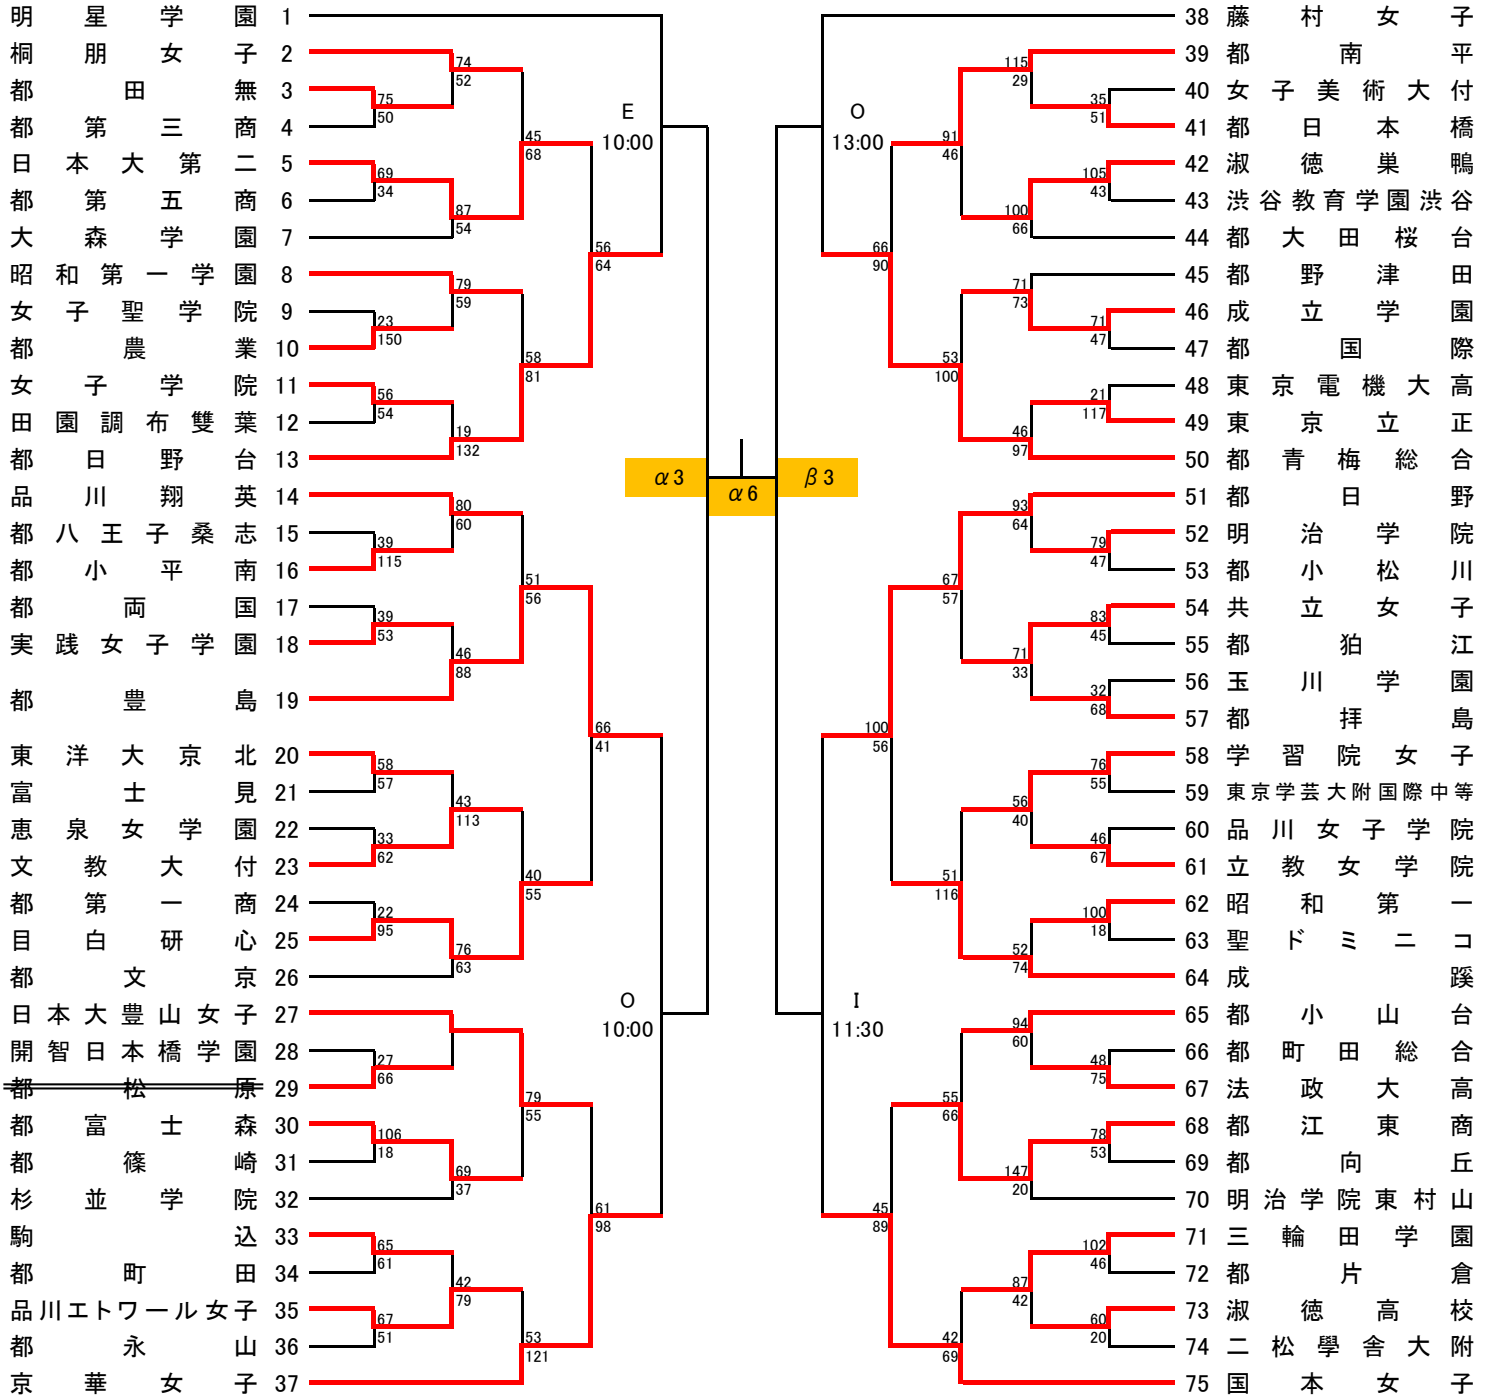 明星学園 1
桐朋女子 2
都田無 3
都第三商 4
日本大第二 5
都第五商 6
大森学園 7
昭和第一学園 8
女子聖学院 9
都農業 10
女子学院 11
田園調布雙葉 12
都日野台 13
品川翔英 14
都八王子桑志 15
都小平南 16
都両国 17
実践女子学園 18
都豊島 19
東洋大京北 20
富士見 21
恵泉女学園 22
文教大付 23
都第一商 24
目白研心 25
都文京 26
日本大豊山女子 27
開智日本橋学園 28
都松原 29
都富士森 30
都篠崎 31
杉並学院 32
駒込 33
都町田 34
品川エトワール女子 35
都永山 36
京華女子 37
75
50
69
34
23
150
56
54
39
115
39
53
58
57
33
62
22
95
27
66
106
18
65
61
67
51
74
52
87
54
79
59
19
132
80
60
46
88
43
113
76
63
69
37
42
79
45
68
58
81
51
56
40
55
79
55
53
121
56
64
66
41
61
98
E
10:00
O
10:00
α3
α6
β3
O
13:00
I
11:30
66
90
100
56
45
89
91
46
53
100
67
57
51
116
55
66
42
69
115
29
100
66
71
73
46
97
93
64
71
33
56
40
52
74
94
60
147
20
87
42
35
51
105
43
71
47
21
117
79
47
83
45
32
68
76
55
46
67
100
18
48
75
78
53
102
46
60
20
38 藤村女子
39 都南平
40 女子美術大付
41 都日本橋
42 淑徳巣鴨
43 渋谷教育学園渋谷
44 都大田桜台
45 都野津田
46 成立学園
47 都国際
48 東京電機大高
49 東京立正
50 都青梅総合
51 都日野
52 明治学院
53 都小松川
54 共立女子
55 都狛江
56 玉川学園
57 都拝島
58 学習院女子
59 東京学芸大附国際中等
60 品川女子学院
61 立教女学院
62 昭和第一
63 聖ドミニコ
64 成蹊
65 都小山台
66 都町田総合
67 法政大高
68 都江東商
69 都向丘
70 明治学院東村山
71 三輪田学園
72 都片倉
73 淑徳高校
74 二松學舎大附
75 国本女子